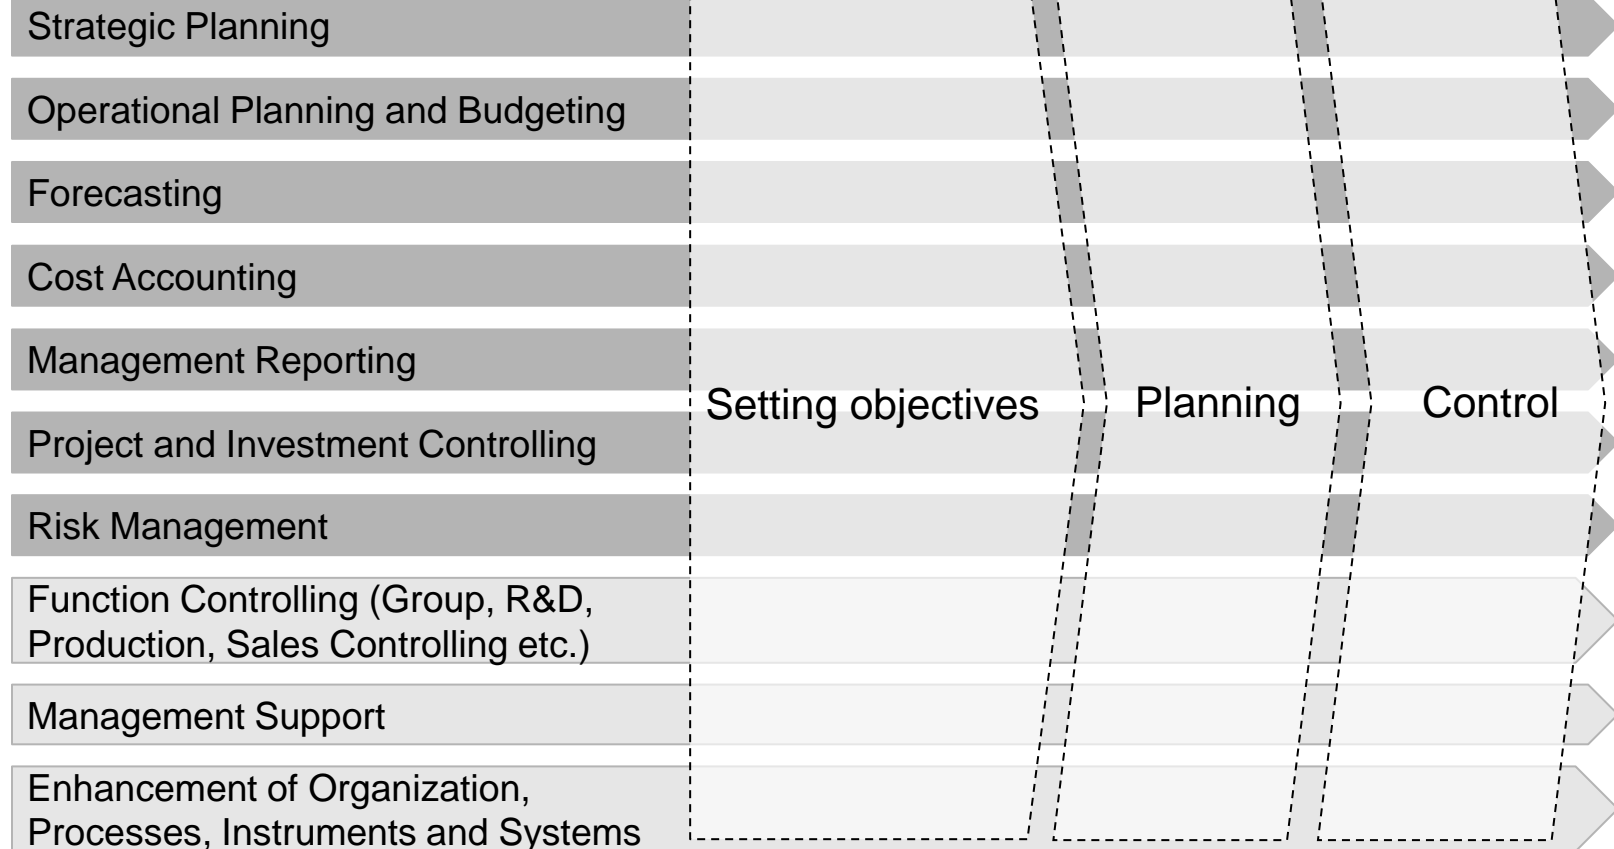 Strategic Planning
Operational Planning and Budgeting
Forecasting
Cost Accounting
Management Reporting
Setting objectives
Planning
Control
Project and Investment Controlling
Risk Management
Function Controlling (Group, R&D,
Production, Sales Controlling etc.)
Management Support
Enhancement of Organization,
Processes, Instruments and Systems